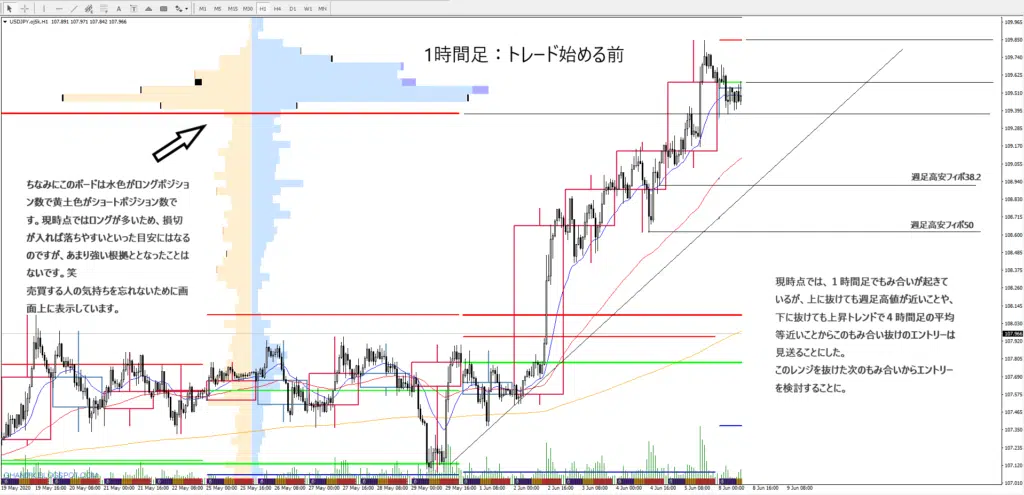 A
T
M1
M5
M15
M30
H1
H4
D1
W1
MN
USDJPY.oj5k,H1 107.891 107.971 107.842 107.966
1時間足：トレード始める前
ちなみにこのボードは水色がロングポジショ
ン数で黄土色がショートポジション数で
す。現時点ではロングが多いため、損切
が入れば落ちやすいといった目安にはなる
のですが、あまり強い根拠ととなったことは
ないです。笑
売買する人の気持ちを忘れないために画
面上に表示しています。
週足高安フィボ38.2
週足高安フィボ50
現時点では、1時間足でもみ合いが起きて
いるが、上に抜けても週足高値が近いことや、
下に抜けても上昇トレンドで4時間足の平均
等近いことからこのもみ合い抜けのエントリーは
見送ることにした。
このレンジを抜けた次のもみ合いからエントリー
を検討することに。
109.965
109.850
109.740
109.625
109.510
109.395
109.280
109.170
109.055
108.940
108.830
108.715
108.600
108.485
108.370
108.260
108.145
108.030
107.966
107.920
107.805
107.690
107.575
107.460
107.350
107.235
107.120
107.010
19 May 2020
19 May 16:00
20 May 16:00
21 May 16:00
21 May 16:00
22 May 16:00
25 May 16:00
25 May 16:00
26 May 16:00
27 May 16:00
27 May 16:00
28 May 16:00
29 May 16:00
29 May 16:00
1 Jun 08:00
2 Jun 00:00
2 Jun 16:00
3 Jun 08:00
4 Jun 00:00
4 Jun 16:00
5 Jun 08:00
8 Jun 00:00
8 Jun 16:00
9 Jun 08:00